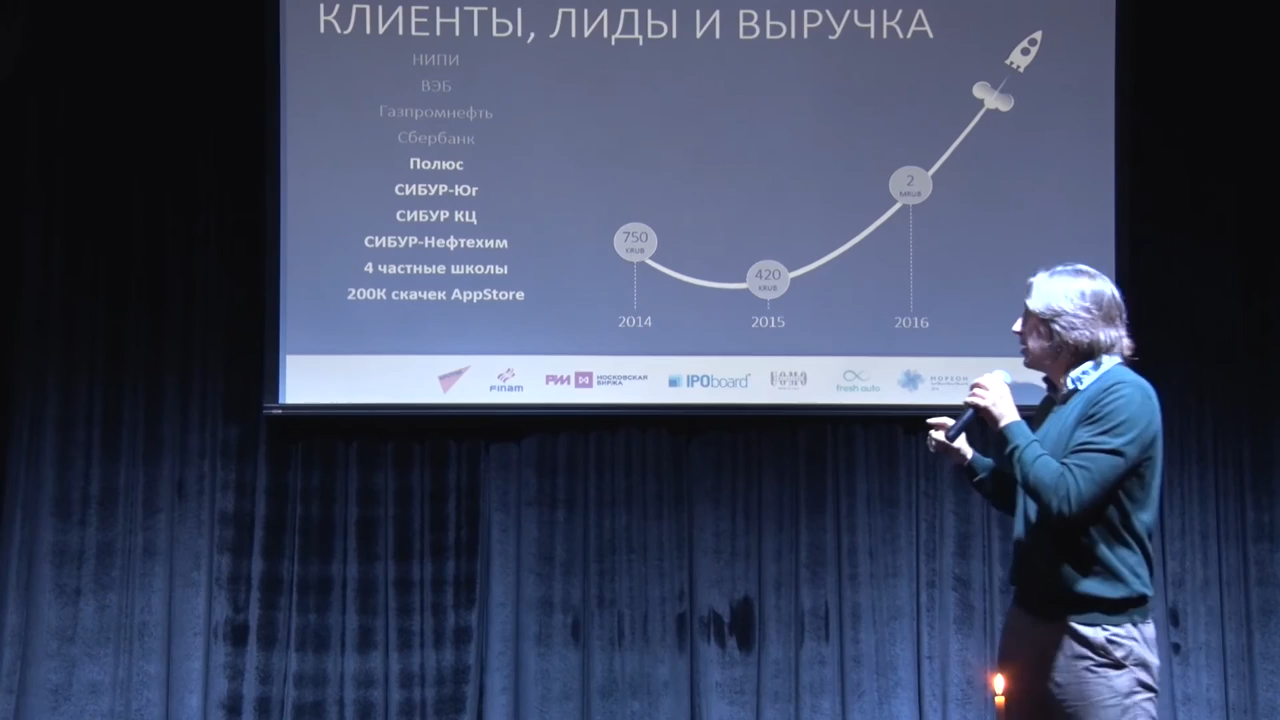 КЛИЕНТЫ, ЛИДЫ И ВЫРУЧКА
НИПИ
ВЭБ
Газпромнефть
Сбербанк
Полюс
СИБУР-Юг
СИБУР КЦ
СИБУР-Нефтехим
4 частные школы
200К скачек AppStore
750
KRUB
420
KRUB
2
MRUB
2014
2015
2016
FINAM
РИИ МОСКОВСКАЯ
БИРЖА
IPOboard
fresh auto